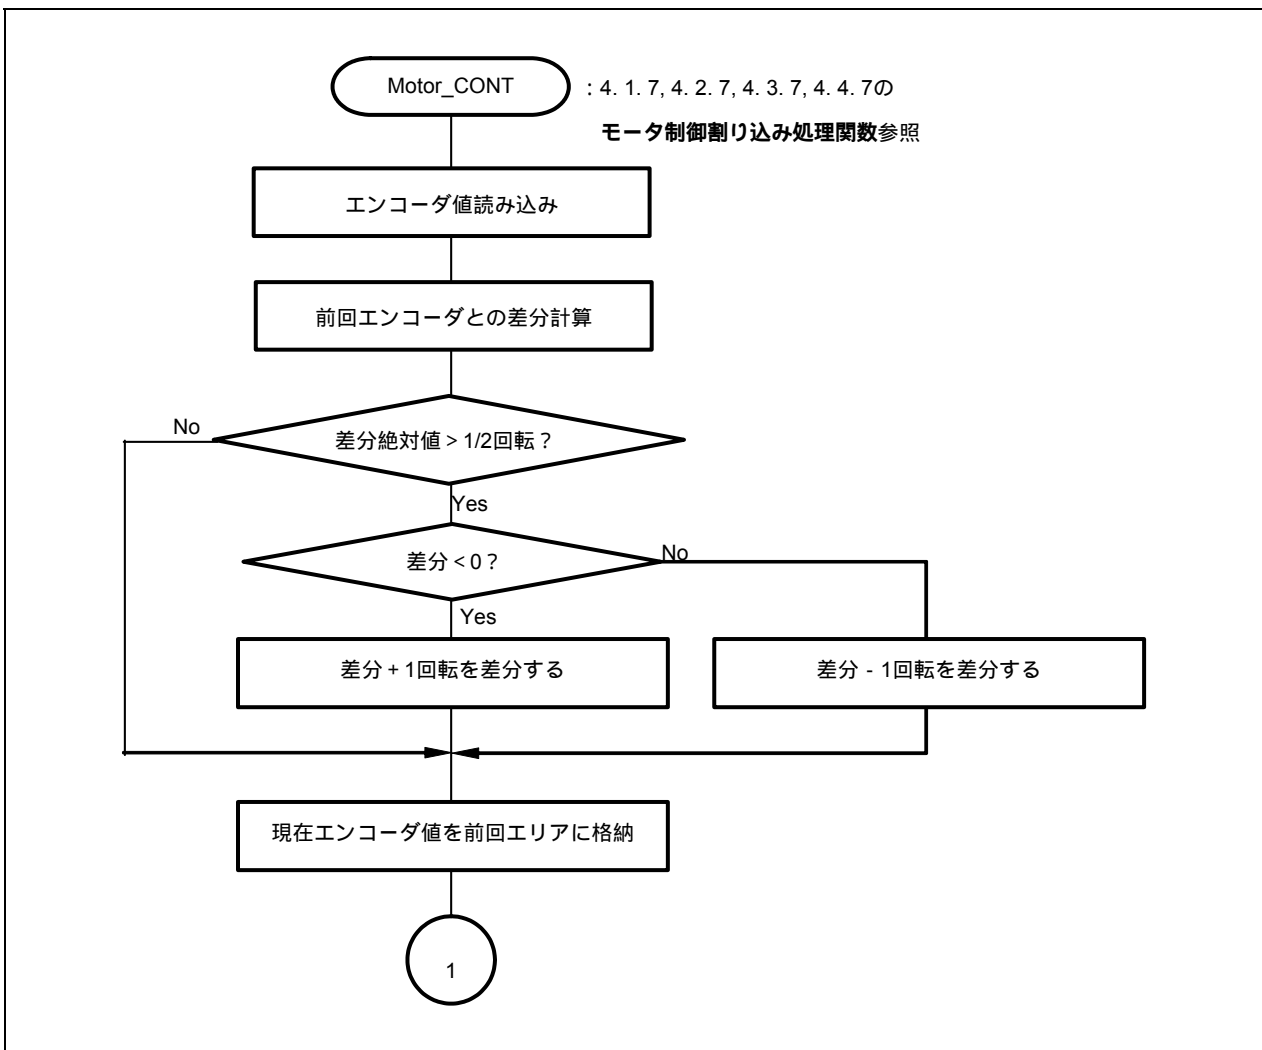 Motor_CONT
: 4. 1. 7, 4. 2. 7, 4. 3. 7, 4. 4. 7の
モータ制御割り込み処理関数参照
エンコーダ値読み込み
前回エンコーダとの差分計算
No
差分絶対値 > 1/2回転？
Yes
差分 < 0？
No
Yes
差分 + 1回転を差分する
差分 - 1回転を差分する
現在エンコーダ値を前回エリアに格納
1